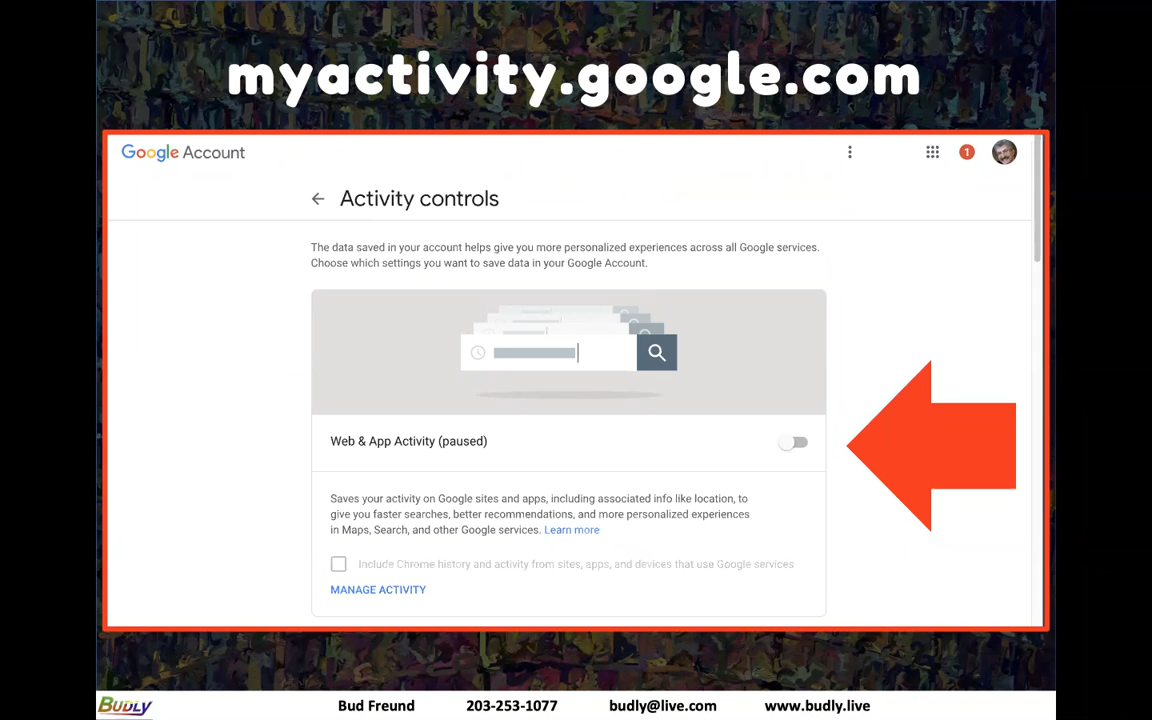 myactivity.google.com
Google Account
1
Activity controls
The data saved in your account helps give you more personalized experiences across all Google services.
Choose which settings you want to save data in your Google Account.
Web & App Activity (paused)
Saves your activity on Google sites and apps, including associated info like location, to
give you faster searches, better recommendations, and more personalized experiences
in Maps, Search, and other Google services. Learn more
Include Chrome history and activity from sites, apps, and devices that use Google services
MANAGE ACTIVITY
BUDLY Bud Freund 203-253-1077 budly@live.com www.budly.live